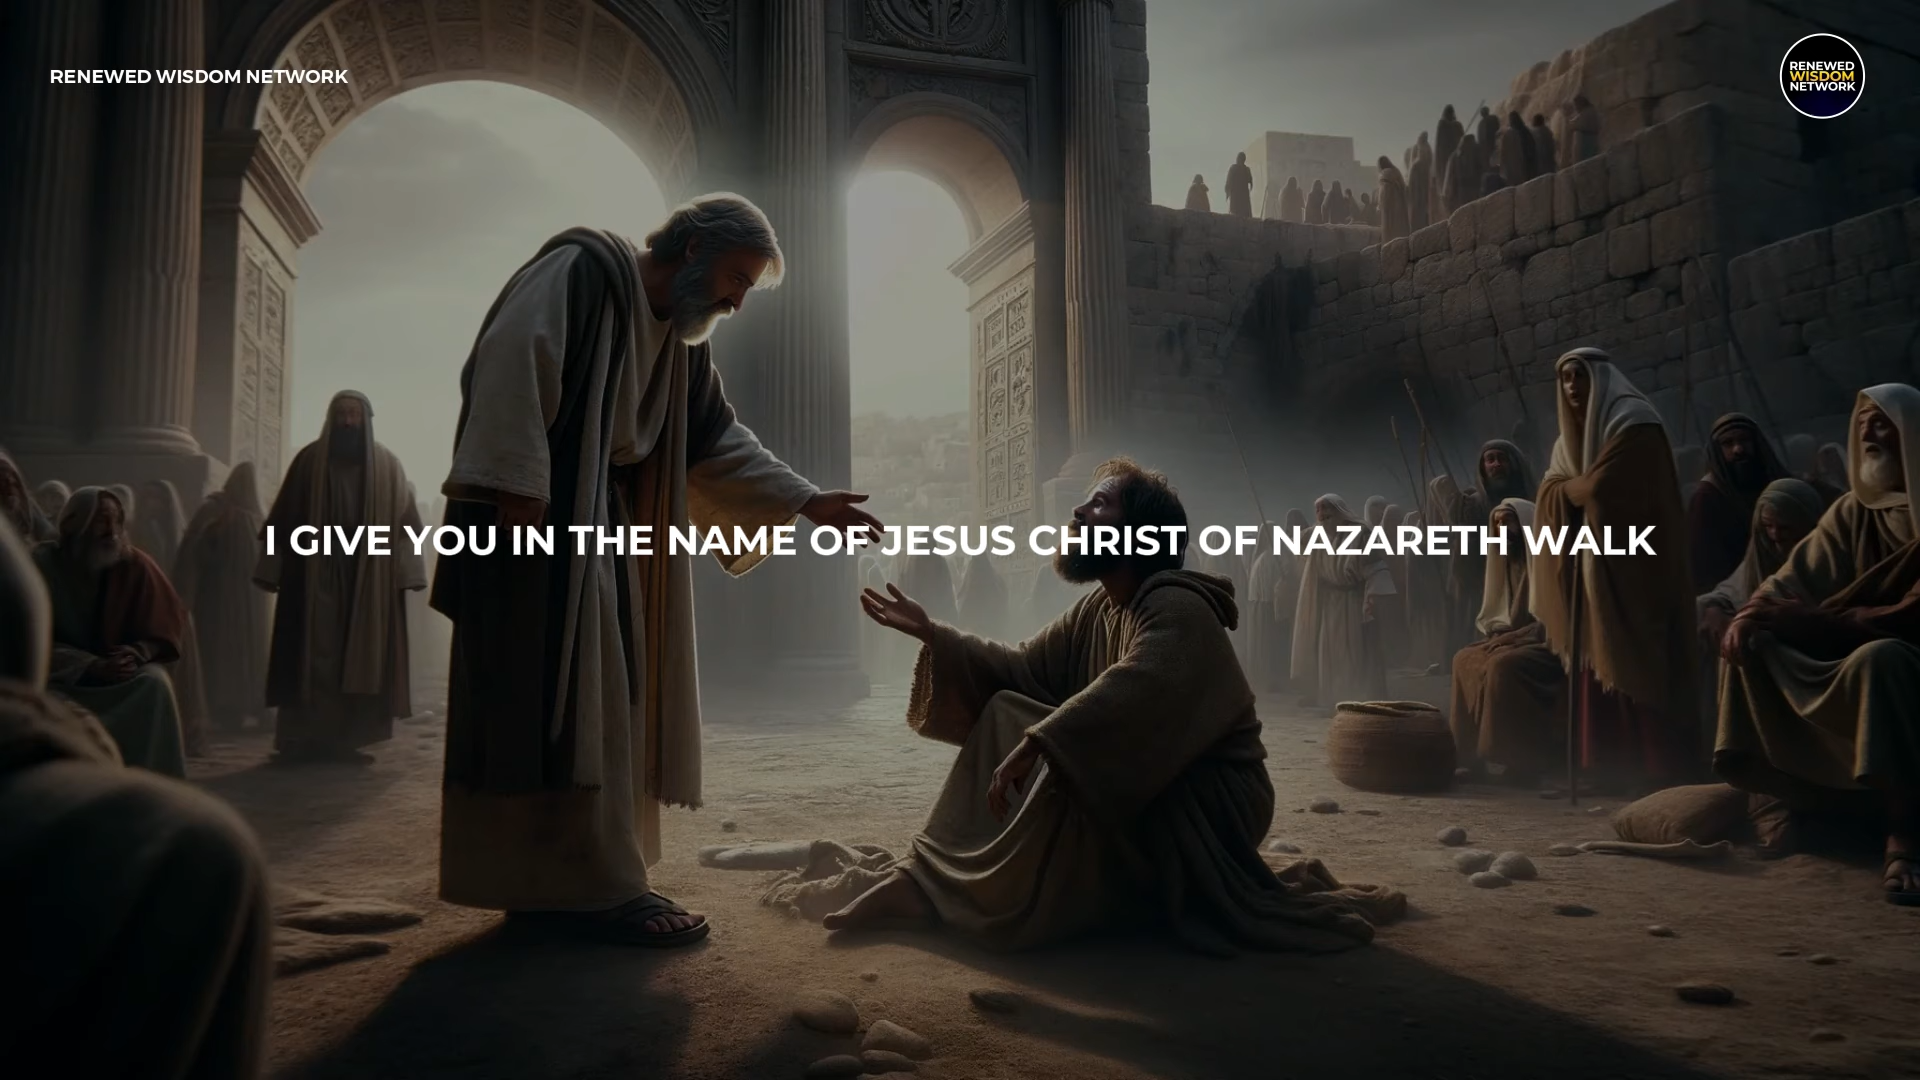 RENEWED WISDOM NETWORK
RENEWED
WISDOM
NETWORK
I GIVE YOU IN THE NAME OF JESUS CHRIST OF NAZARETH WALK